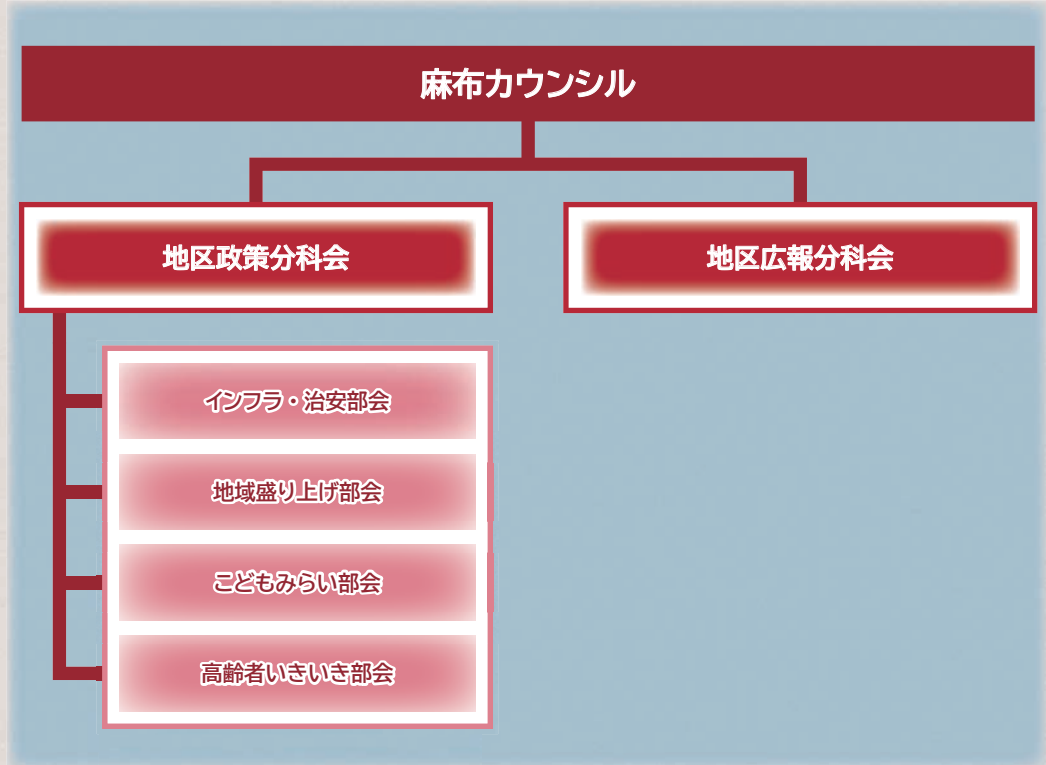 麻布カウンシル
地区政策分科会
地区広報分科会
インフラ・治安部会
地域盛り上げ部会
こどもみらい部会
高齢者いきいき部会